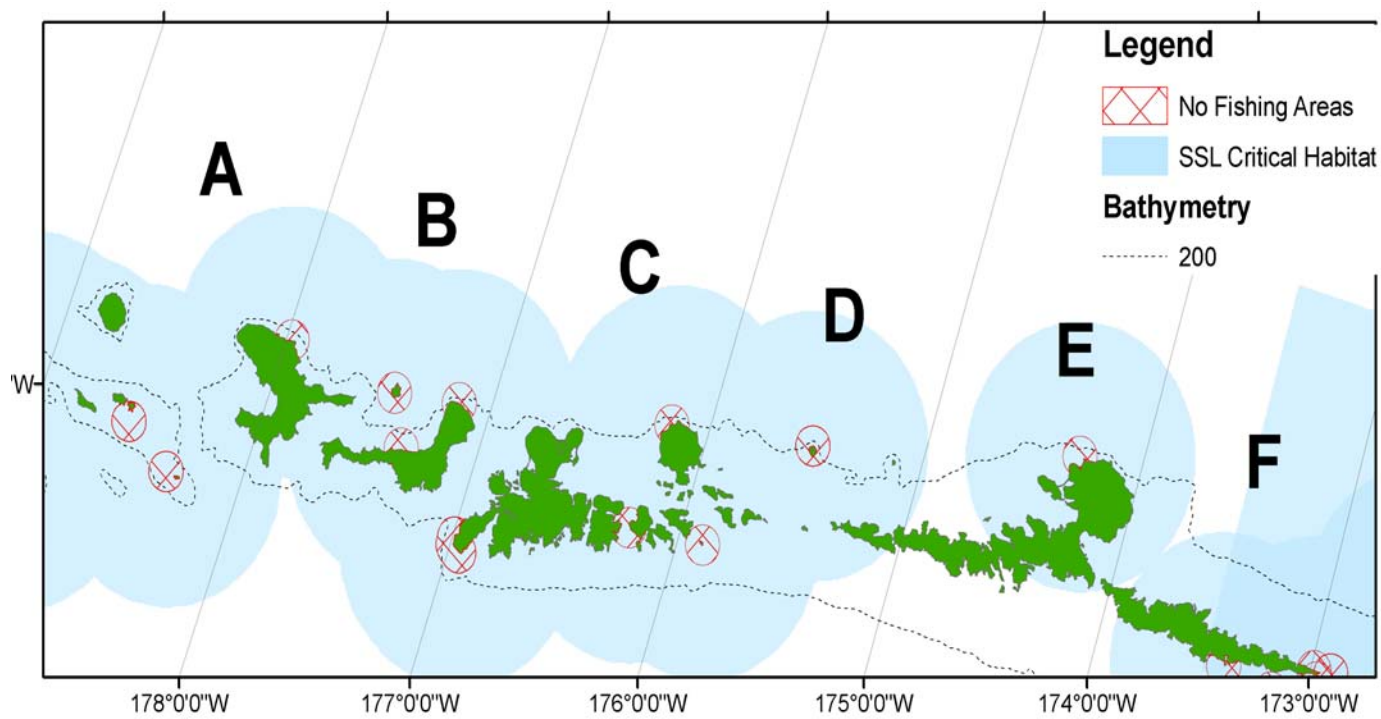 Legend
No Fishing Areas
SSL Critical Habitat
Bathymetry
200
A
B
C
D
E
F
'W
178°0'0"W
177°0'0"W
176°0'0"W
175°0'0"W
174°0'0"W
173°0'0"W